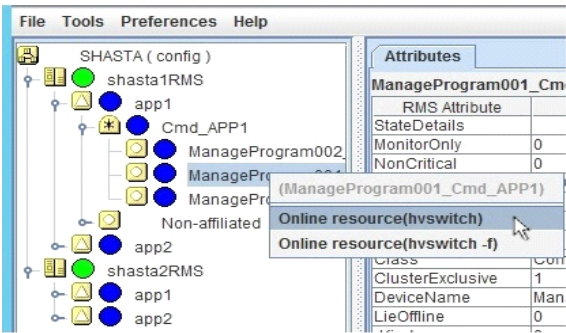 File Tools Preferences Help
SHASTA ( config )
shasta1RMS
app1
Cmd_APP1
ManageProgram002_
ManagePro
ManagePro
Non-affiliated
app2
shasta2RMS
app1
app2
Attributes
ManageProgram001_Cm
RMS Attribute
StateDetails
MonitorOnly 0
NonCritical 0
(ManageProgram001_Cmd_APP1)
Online resource(hvswitch)
Online resource(hvswitch -f)
ClusterExclusive 1
DeviceName Man
LieOffline 0